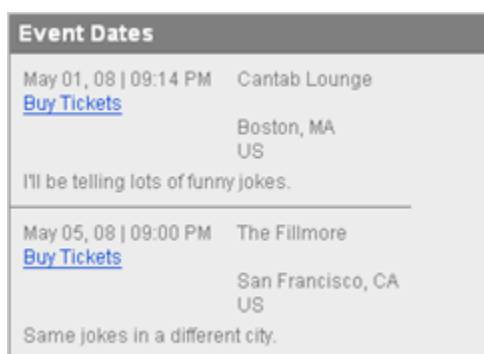 Event Dates
May 01, 08 | 09:14 PM Cantab Lounge
Buy Tickets
Boston, MA
US
I'll be telling lots of funny jokes.
May 05, 08 | 09:00 PM The Fillmore
Buy Tickets
San Francisco, CA
US
Same jokes in a different city.